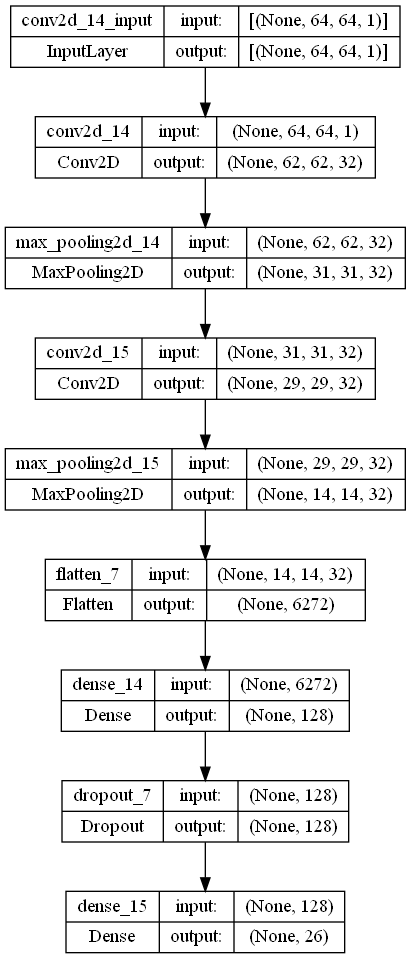 conv2d_14_input input: [(None, 64, 64, 1)]
InputLayer output: [(None, 64, 64, 1)]
conv2d_14 input: (None, 64, 64, 1)
Conv2D output: (None, 62, 62, 32)
max_pooling2d_14 input: (None, 62, 62, 32)
MaxPooling2D output: (None, 31, 31, 32)
conv2d_15 input: (None, 31, 31, 32)
Conv2D output: (None, 29, 29, 32)
max_pooling2d_15 input: (None, 29, 29, 32)
MaxPooling2D output: (None, 14, 14, 32)
flatten_7 input: (None, 14, 14, 32)
Flatten output: (None, 6272)
dense_14 input: (None, 6272)
Dense output: (None, 128)
dropout_7 input: (None, 128)
Dropout output: (None, 128)
dense_15 input: (None, 128)
Dense output: (None, 26)